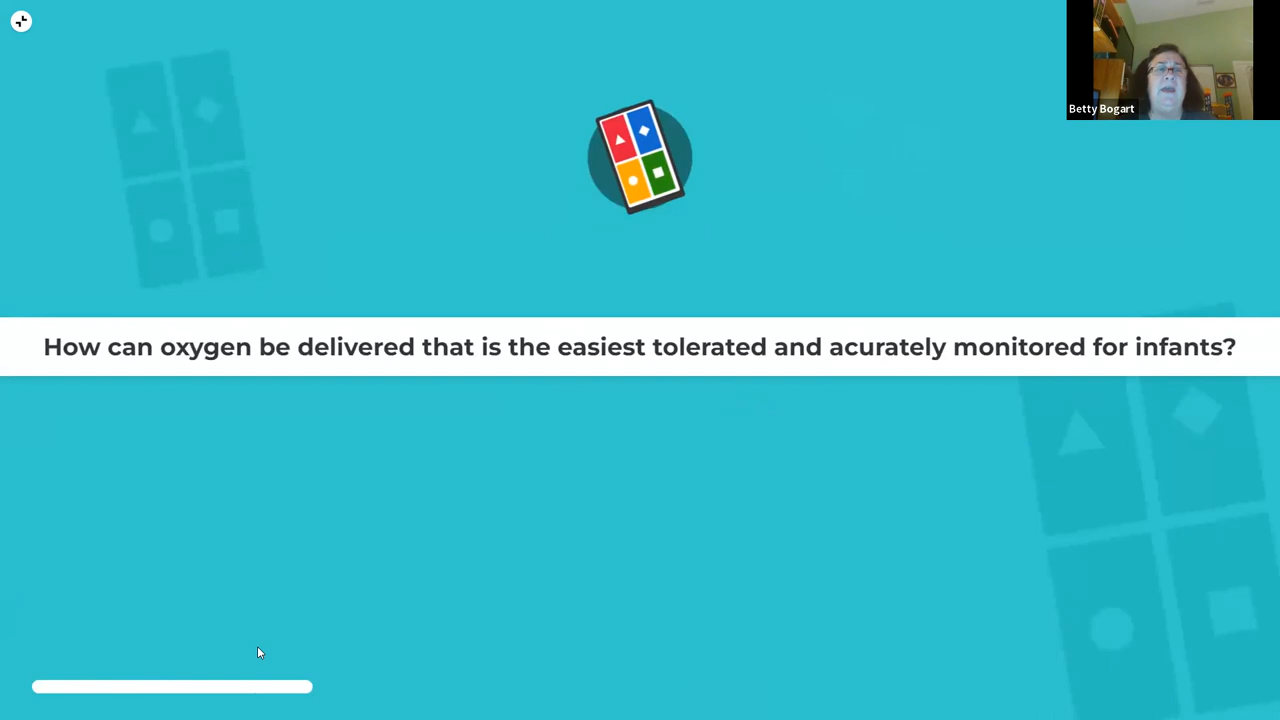 Betty Bogart
How can oxygen be delivered that is the easiest tolerated and acurately monitored for infants?